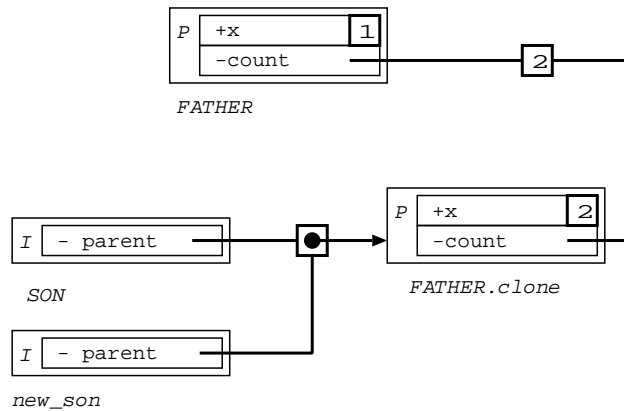 P +x 1
-count 2
FATHER
P +x 2
I - parent -count
SON FATHER.clone
I - parent
new_son